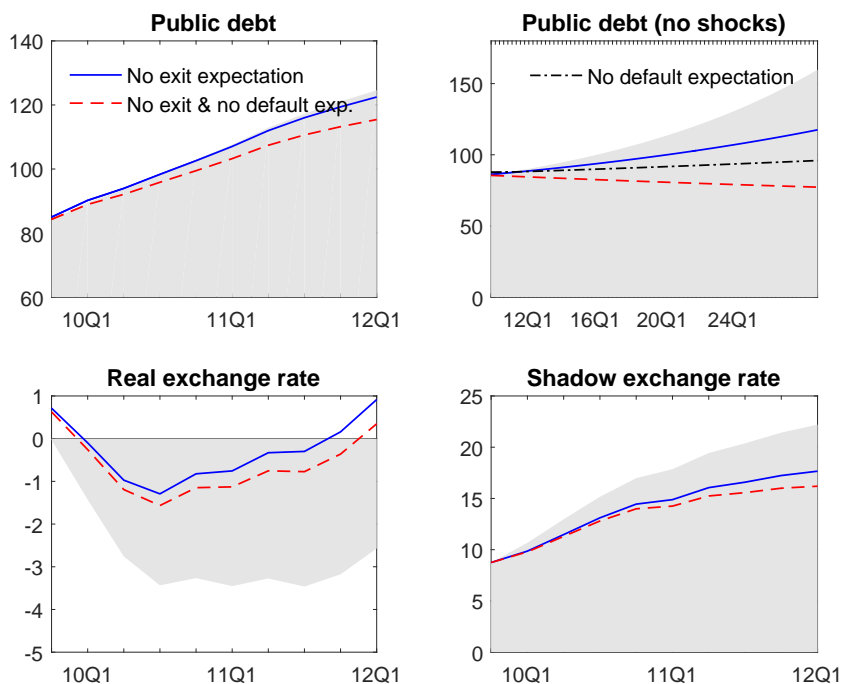 Public debt
140
120
100
80
60
No exit expectation
No exit & no default exp.
10Q1
11Q1
12Q1
Public debt (no shocks)
150
100
50
0
No default expectation
12Q1
16Q1
20Q1
24Q1
Real exchange rate
1
0
-1
-2
-3
-4
-5
10Q1
11Q1
12Q1
Shadow exchange rate
25
20
15
10
5
0
10Q1
11Q1
12Q1